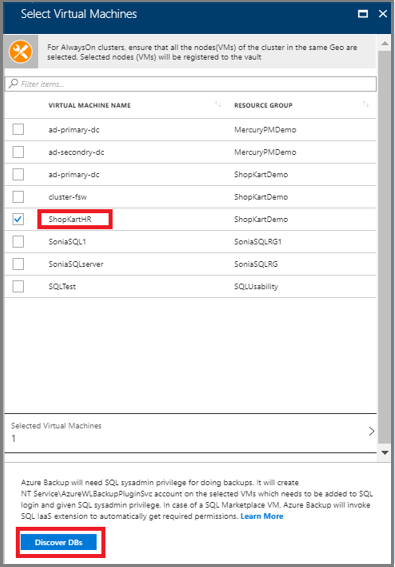 Select Virtual Machines
For AlwaysOn clusters, ensure that all the nodes(VMs) of the cluster in the same Geo are
selected. Selected nodes (VMs) will be registered to the vault
Filter items...
VIRTUAL MACHINE NAME RESOURCE GROUP
ad-primary-dc MercuryPMDemo
ad-secondry-dc MercuryPMDemo
ad-primary-dc ShopKartDemo
cluster-fsw ShopKartDemo
ShopKartHR ShopKartDemo
SoniaSQL1 SoniaSQLRG1
SoniaSQLserver SoniaSQLRG
SQLTest SQLUsability
Selected Virtual Machines
1
Azure Backup will need SQL sysadmin privilege for doing backups. It will create
NT Service\AzureWLBackupPluginSvc account on the selected VMs which needs to be added to SQL
login and given SQL sysadmin privilege. In case of a SQL Marketplace VM, Azure Backup will invoke
SQL IaaS extension to automatically get required permissions. Learn More
Discover DBs